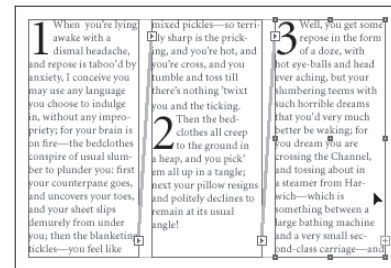 1 When you're lying
awake with a
dismal headache,
and repose is taboo'd by
anxiety, I conceive you
may use any language
you choose to indulge
in, without any impro-
priety; for your brain is
on fire—the bedclothes
conspire of usual slum-
ber to plunder you: first
your counterpane goes,
and uncovers your toes,
and your sheet slips
demurely from under
you; then the blanketing
tickles—you feel like
mixed pickles—so terri-
ly sharp is the prick-
ing, and you're hot, and
you're cross, and you
tumble and toss till
there's nothing 'twixt
you and the ticking.
2 Then the bed-
clothes all creep
to the ground in
a heap, and you pick'
em all up in a tangle;
next your pillow resigns
and politely declines to
remain at its usual
angle!
3 Well, you get some
repose in the form
of a doze, with
hot eye-balls and head
ever aching, but your
slumbering teems with
such horrible dreams
that you'd very much
better be waking; for
you dream you are
crossing the Channel,
and tossing about in
a steamer from Har-
wich—which is
something between a
large bathing machine
and a very small sec-
ond-class carriage—and